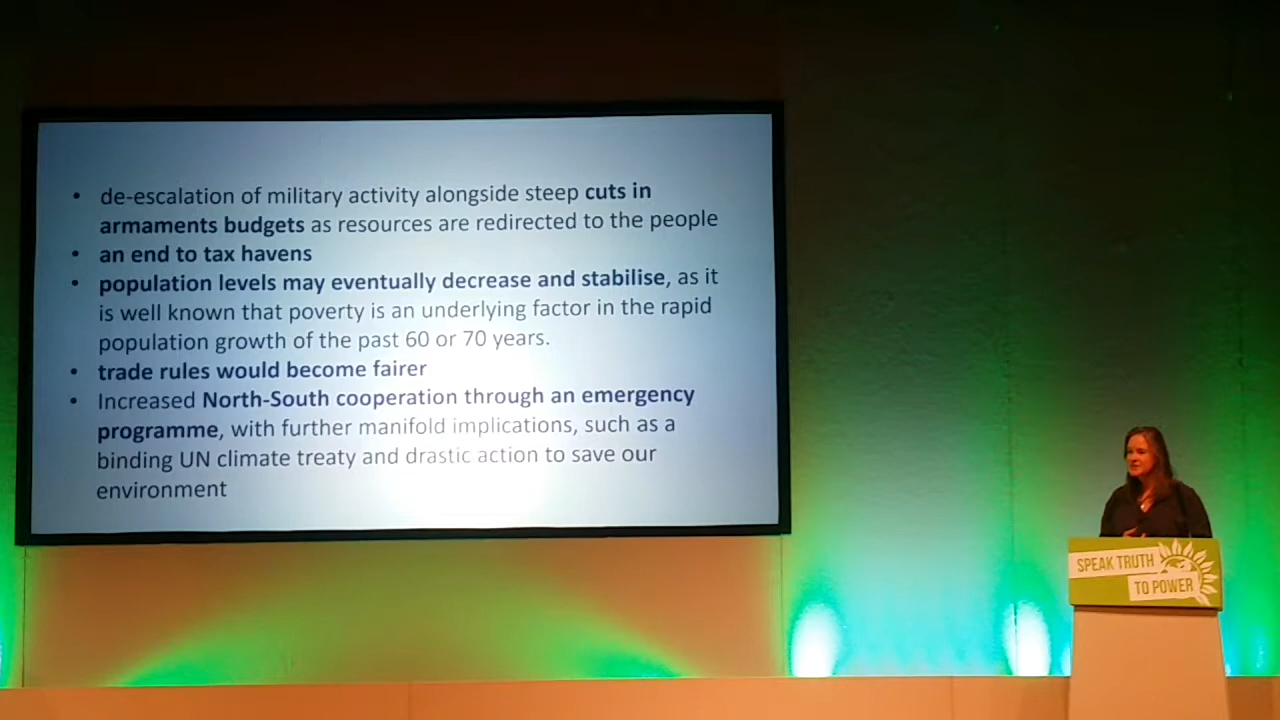 • de-escalation of military activity alongside steep cuts in
armaments budgets as resources are redirected to the people
• an end to tax havens
• population levels may eventually decrease and stabilise, as it
is well known that poverty is an underlying factor in the rapid
population growth of the past 60 or 70 years.
• trade rules would become fairer
• Increased North-South cooperation through an emergency
programme, with further manifold implications, such as a
binding UN climate treaty and drastic action to save our
environment
SPEAK TRUTH
TO POWER